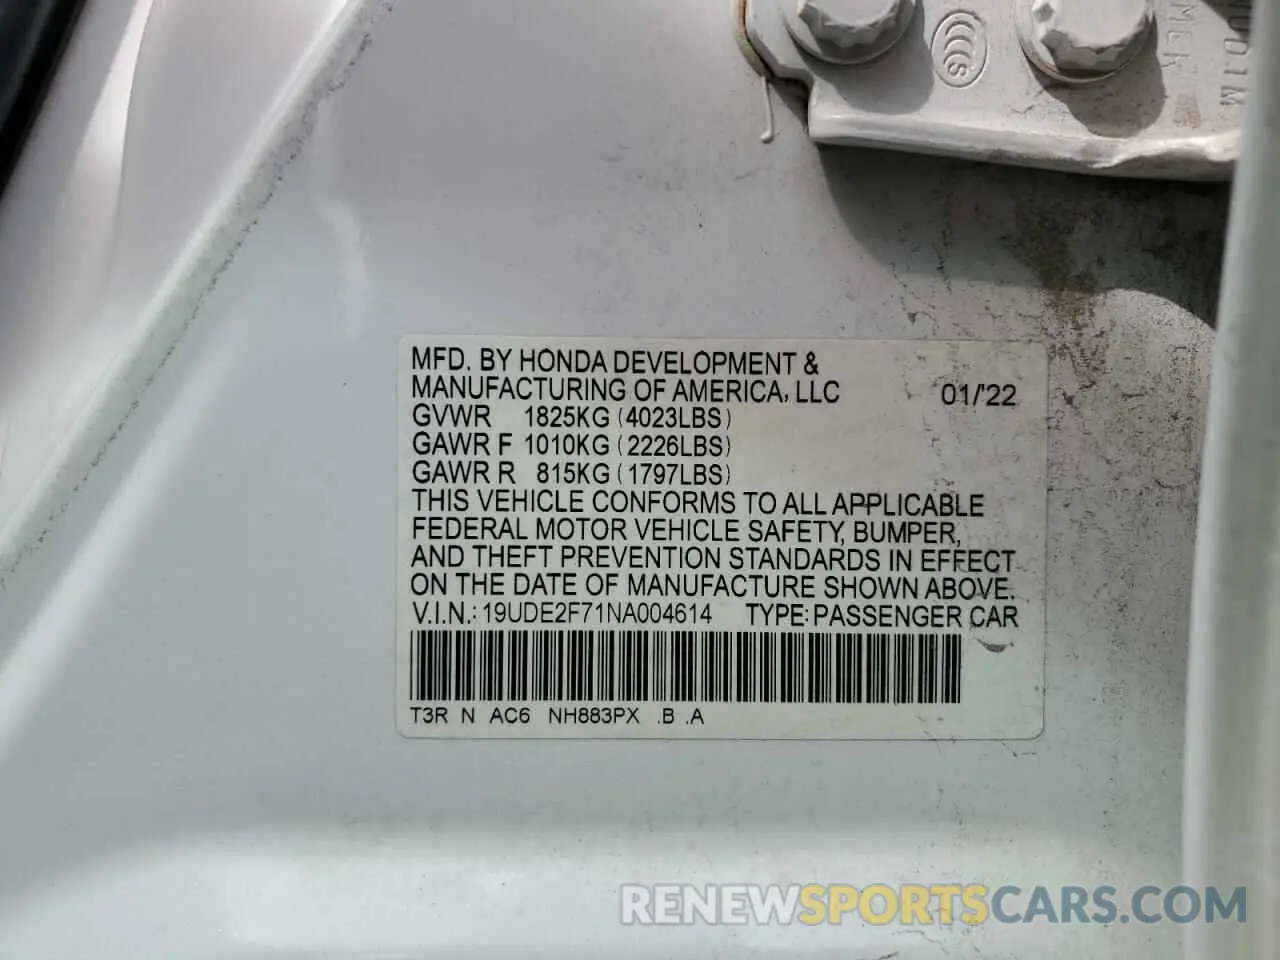 MLK
MFD. BY HONDA DEVELOPMENT &
MANUFACTURING OF AMERICA, LLC 01/'22
GVWR 1825KG (4023LBS)
GAWR F 1010KG (2226LBS)
GAWR R 815KG (1797LBS)
THIS VEHICLE CONFORMS TO ALL APPLICABLE
FEDERAL MOTOR VEHICLE SAFETY, BUMPER,
AND THEFT PREVENTION STANDARDS IN EFFECT
ON THE DATE OF MANUFACTURE SHOWN ABOVE.
V.I.N.: 19UDE2F71NA004614 TYPE: PASSENGER CAR
T3R N AC6 NH883PX .B .A
RENEWSPORTSCARS.COM